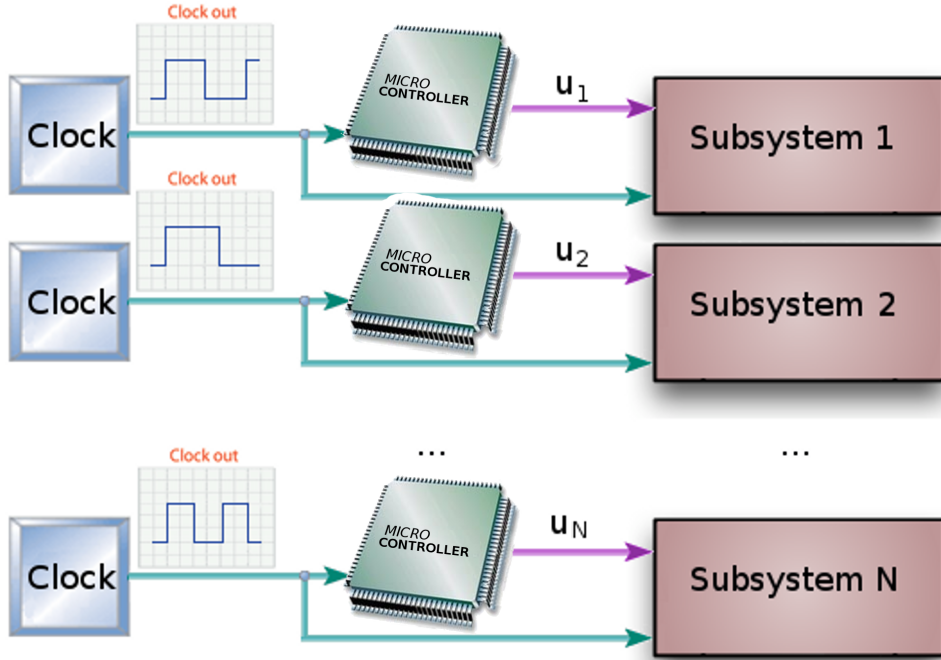 Clock out
Clock
MICRO
CONTROLLER
u1
Subsystem 1
Clock out
Clock
MICRO
CONTROLLER
u2
Subsystem 2
...
...
Clock out
Clock
MICRO
CONTROLLER
uN
Subsystem N